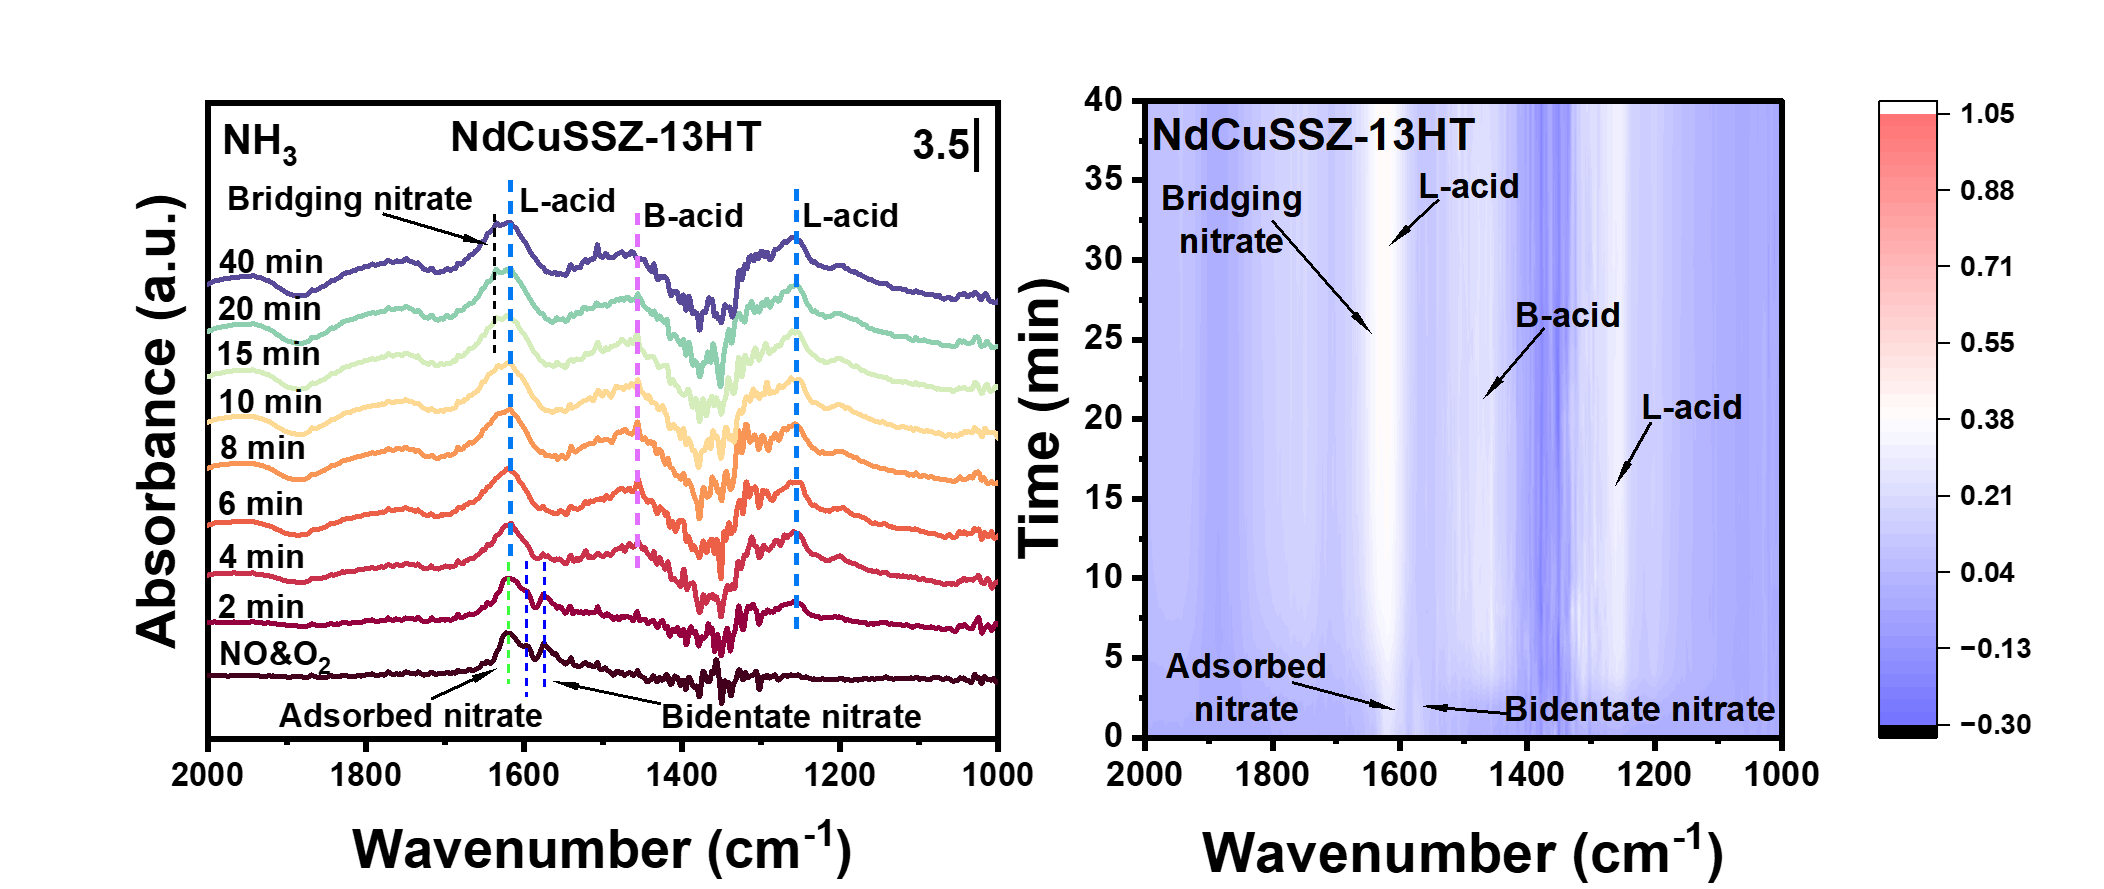 NH3
NdCuSSZ-13HT
3.5
Bridging nitrate
L-acid
B-acid
L-acid
40 min
20 min
15 min
10 min
8 min
6 min
4 min
2 min
NO&O2
Adsorbed nitrate
Bidentate nitrate
2000
1800
1600
1400
1200
1000
Wavenumber (cm-1)
Absorbance (a.u.)
NdCuSSZ-13HT
Bridging
nitrate
L-acid
B-acid
L-acid
Adsorbed
nitrate
Bidentate nitrate
40
35
30
25
20
15
10
5
0
Time (min)
2000
1800
1600
1400
1200
1000
Wavenumber (cm-1)
1.05
0.88
0.71
0.55
0.38
0.21
0.04
−0.13
−0.30